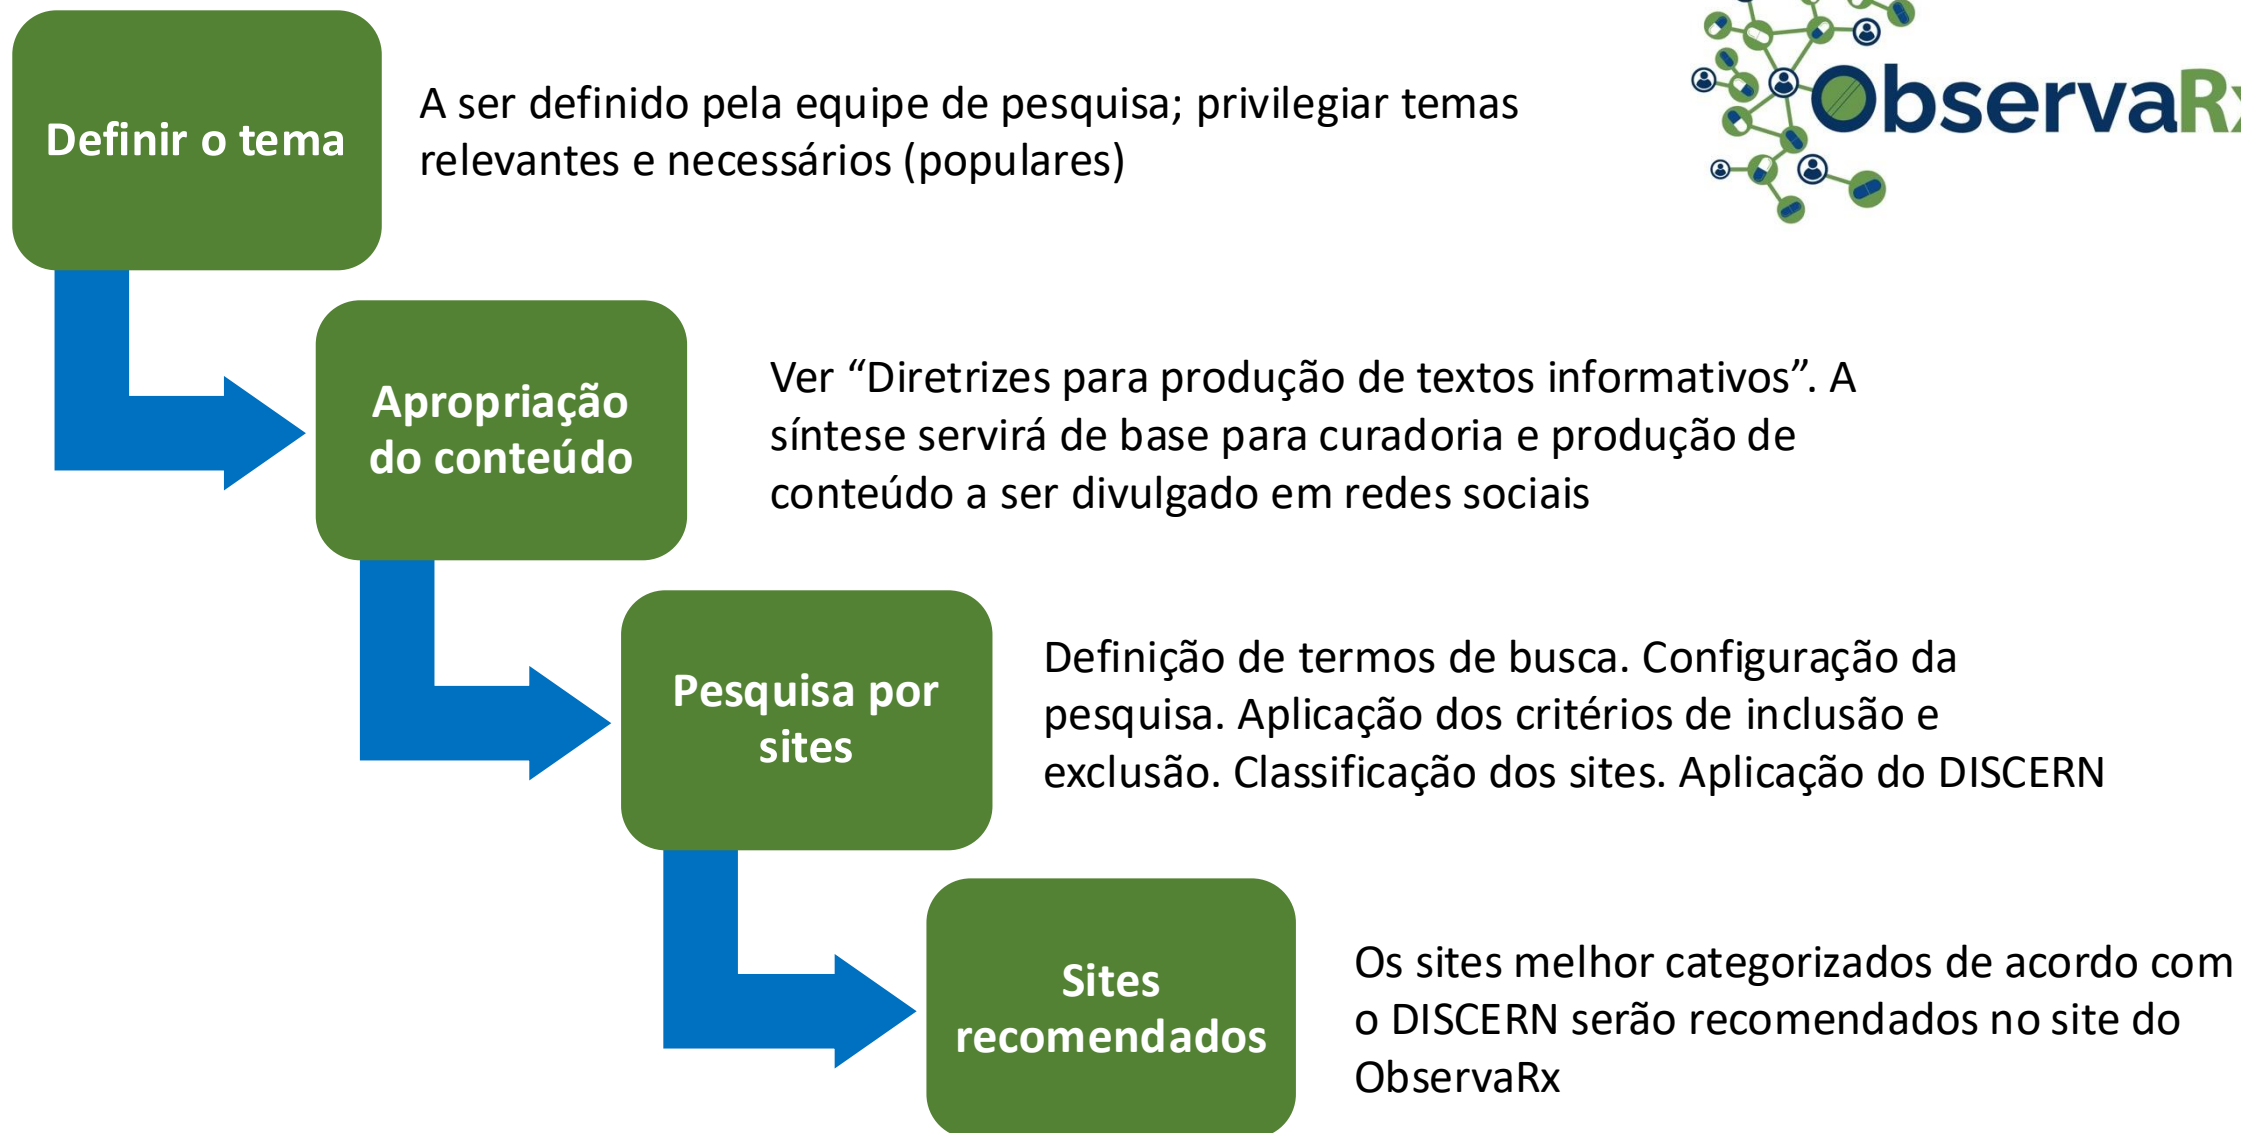 Definir o tema
A ser definido pela equipe de pesquisa; privilegiar temas
relevantes e necessários (populares)
ObservaRx
Apropriação
do conteúdo
Ver “Diretrizes para produção de textos informativos”. A
síntese servirá de base para curadoria e produção de
conteúdo a ser divulgado em redes sociais
Pesquisa por
sites
Definição de termos de busca. Configuração da
pesquisa. Aplicação dos critérios de inclusão e
exclusão. Classificação dos sites. Aplicação do DISCERN
Sites
recomendados
Os sites melhor categorizados de acordo com
o DISCERN serão recomendados no site do
ObservaRx